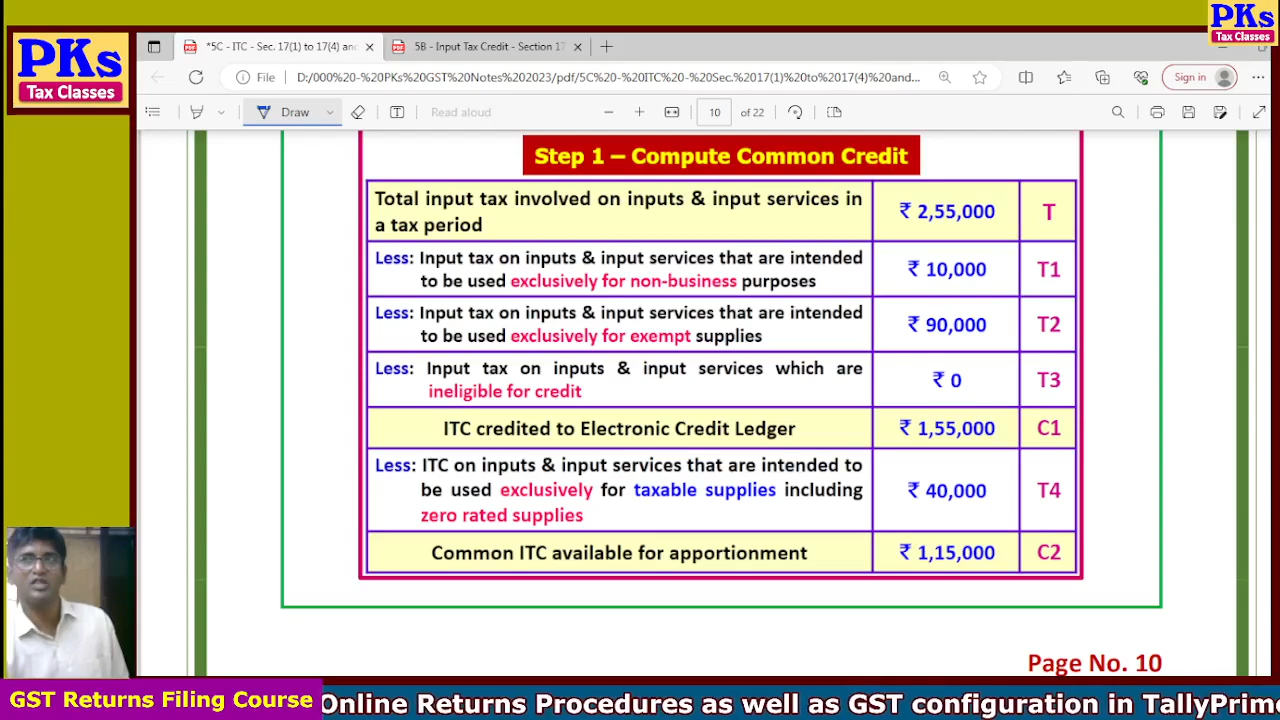 PKs
Tax Classes
PKs
Tax Classes
*5C - ITC - Sec. 17(1) to 17(4) and
5B - Input Tax Credit - Section 17
File
D:/000%20-%20PKs%20GST%20Notes%202023/pdf/5C%20-%20ITC%20-%20Sec.%2017(1)%20to%2017(4)%20and...
Sign in
Draw
Read aloud
10 of 22
Step 1 – Compute Common Credit
Total input tax involved on inputs & input services in
a tax period
₹ 2,55,000
T
Less: Input tax on inputs & input services that are intended
to be used exclusively for non-business purposes
₹ 10,000
T1
Less: Input tax on inputs & input services that are intended
to be used exclusively for exempt supplies
₹ 90,000
T2
Less: Input tax on inputs & input services which are
ineligible for credit
₹ 0
T3
ITC credited to Electronic Credit Ledger
₹ 1,55,000
C1
Less: ITC on inputs & input services that are intended to
be used exclusively for taxable supplies including
zero rated supplies
₹ 40,000
T4
Common ITC available for apportionment
₹ 1,15,000
C2
Page No. 10
GST Returns Filing Course
Online Returns Procedures as well as GST configuration in TallyPrime